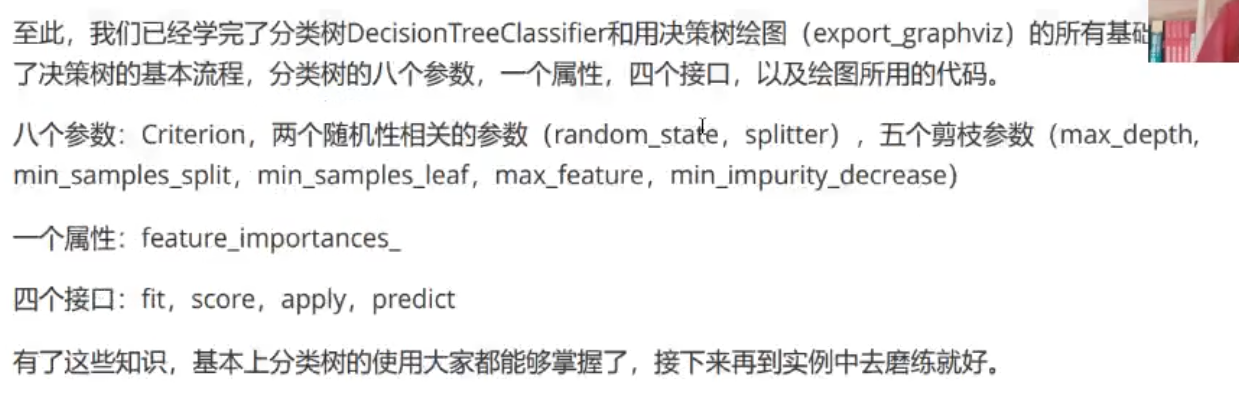 至此，我们已经学完了分类树DecisionTreeClassifier和用决策树绘图（export_graphviz）的所有基础
了决策树的基本流程，分类树的八个参数，一个属性，四个接口，以及绘图所用的代码。
八个参数：Criterion，两个随机性相关的参数（random_state，splitter），五个剪枝参数（max_depth,
min_samples_split，min_samples_leaf，max_feature，min_impurity_decrease）
一个属性：feature_importances_
四个接口：fit，score，apply，predict
有了这些知识，基本上分类树的使用大家都能够掌握了，接下来再到实例中去磨练就好。